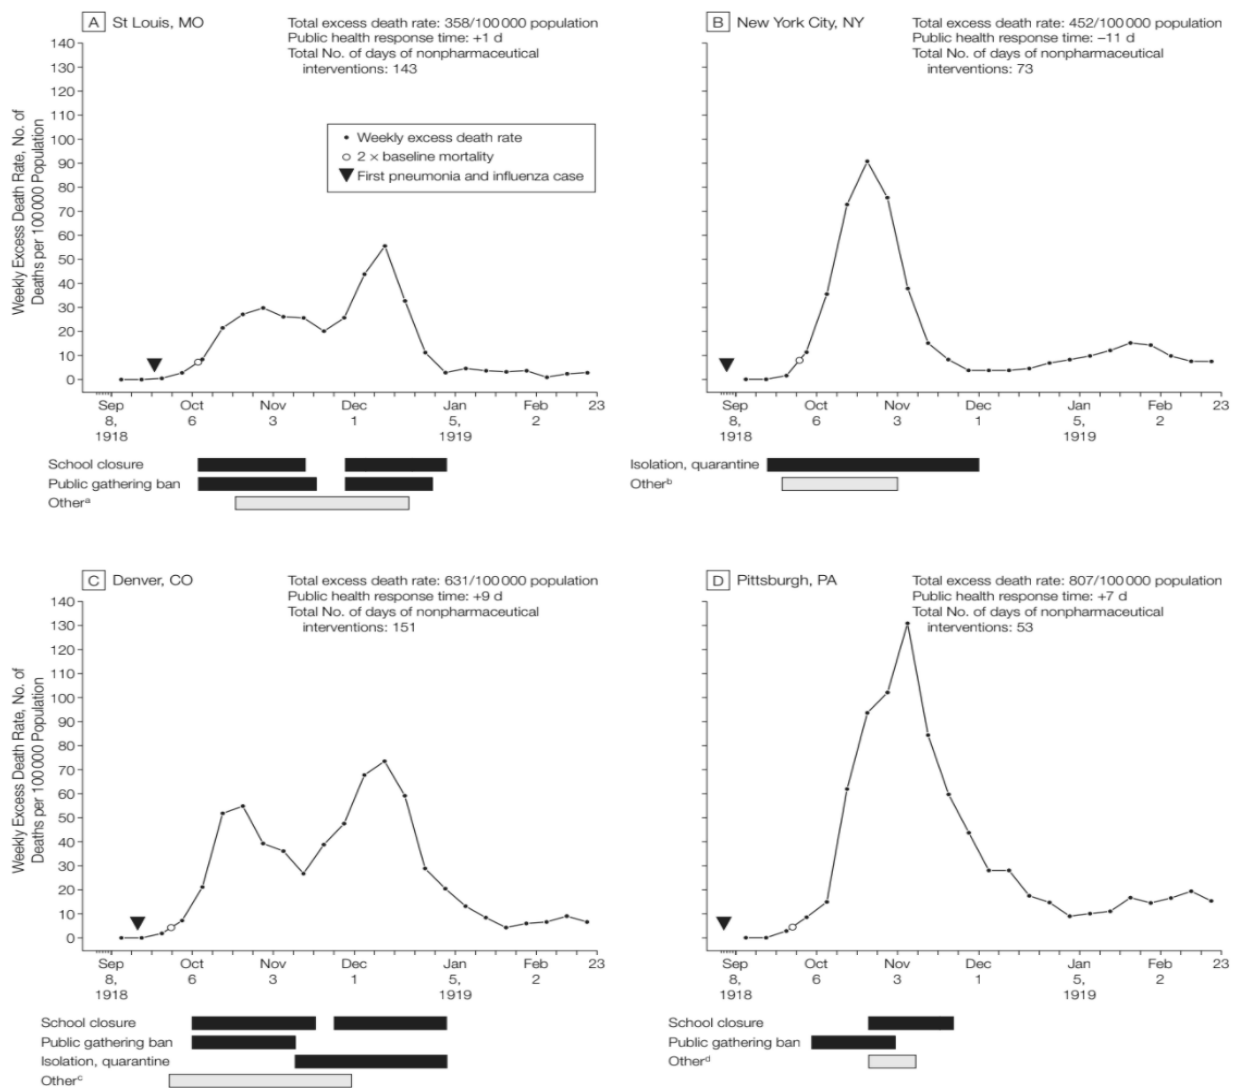 A St Louis, MO
Total excess death rate: 358/100 000 population
Public health response time: +1 d
Total No. of days of nonpharmaceutical
interventions: 143
Weekly Excess Death Rate, No. of
Deaths per 100 000 Population
140
130
120
110
100
90
80
70
60
50
40
30
20
10
0
Weekly excess death rate
2 × baseline mortality
First pneumonia and influenza case
Sep Oct Nov Dec Jan Feb 23
8, 6 3 1 5, 2
1918 1919
School closure
Public gathering ban
Otherᵃ
B New York City, NY
Total excess death rate: 452/100 000 population
Public health response time: −11 d
Total No. of days of nonpharmaceutical
interventions: 73
Sep Oct Nov Dec Jan Feb 23
8, 6 3 1 5, 2
1918 1919
Isolation, quarantine
Otherᵇ
C Denver, CO
Total excess death rate: 631/100 000 population
Public health response time: +9 d
Total No. of days of nonpharmaceutical
interventions: 151
Weekly Excess Death Rate, No. of
Deaths per 100 000 Population
140
130
120
110
100
90
80
70
60
50
40
30
20
10
0
Sep Oct Nov Dec Jan Feb 23
8, 6 3 1 5, 2
1918 1919
School closure
Public gathering ban
Isolation, quarantine
Otherᶜ
D Pittsburgh, PA
Total excess death rate: 807/100 000 population
Public health response time: +7 d
Total No. of days of nonpharmaceutical
interventions: 53
Sep Oct Nov Dec Jan Feb 23
8, 6 3 1 5, 2
1918 1919
School closure
Public gathering ban
Otherᵈ